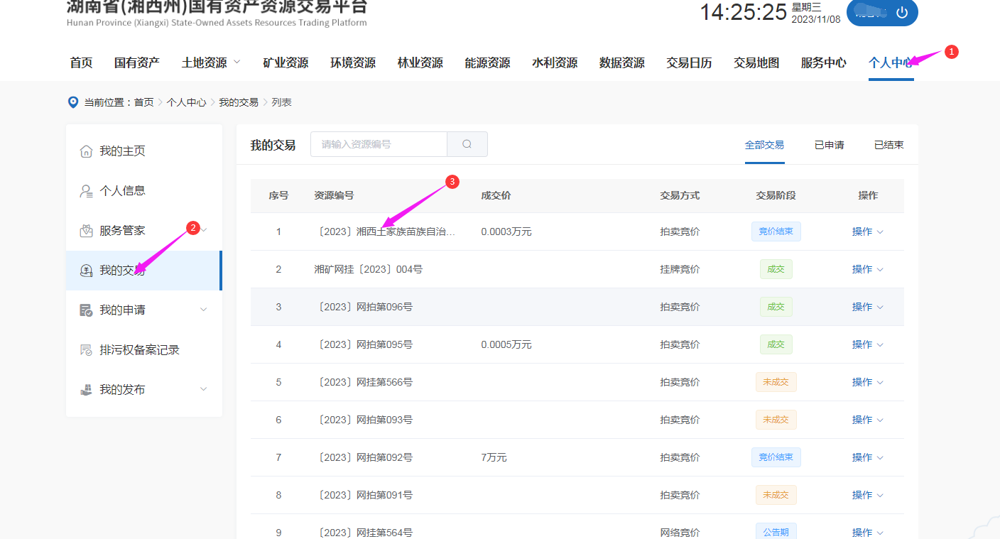 湖南省(湘西州)国有资产资源交易平台
Hunan Province (Xiangxi) State-Owned Assets Resources Trading Platform
14:25:25
星期三
2023/11/08
首页 国有资产 土地资源 矿业资源 环境资源 林业资源 能源资源 水利资源 数据资源 交易日历 交易地图 服务中心 个人中心
1
当前位置：首页 > 个人中心 > 我的交易 > 列表
我的主页
个人信息
服务管家
2
我的交易
我的申请
排污权备案记录
我的发布
我的交易 请输入资源编号 全部交易 已申请 已结束
3
序号 资源编号 成交价 交易方式 交易阶段 操作
1 〔2023〕湘西土家族苗族自治... 0.0003万元 拍卖竞价 竞价结束 操作
2 湘矿网挂〔2023〕004号 挂牌竞价 成交 操作
3 〔2023〕网拍第096号 拍卖竞价 成交 操作
4 〔2023〕网拍第095号 0.0005万元 拍卖竞价 成交 操作
5 〔2023〕网挂第566号 拍卖竞价 未成交 操作
6 〔2023〕网拍第093号 拍卖竞价 未成交 操作
7 〔2023〕网拍第092号 7万元 拍卖竞价 竞价结束 操作
8 〔2023〕网拍第091号 拍卖竞价 未成交 操作
9 〔2023〕网挂第564号 网络竞价 公告期 操作